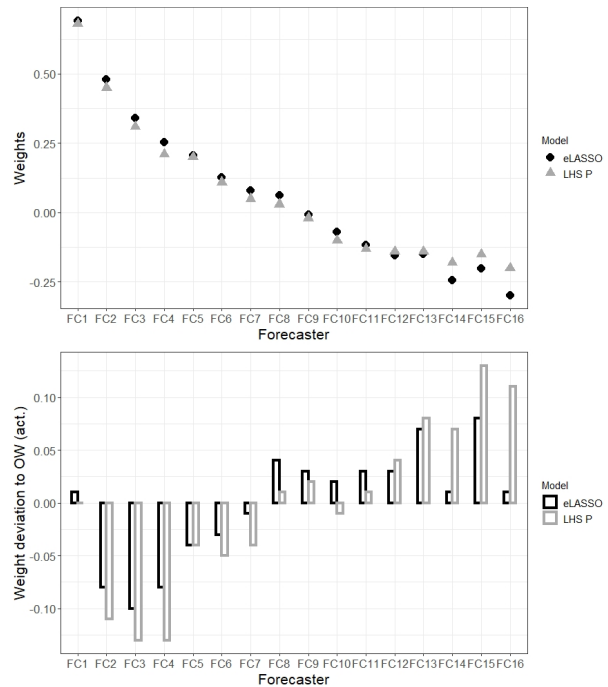 Weights
0.50
0.25
0.00
-0.25
FC1 FC2 FC3 FC4 FC5 FC6 FC7 FC8 FC9 FC10 FC11 FC12 FC13 FC14 FC15 FC16
Forecaster
Model
eLASSO
LHS P
Weight deviation to OW (act.)
0.10
0.05
0.00
-0.05
-0.10
FC1 FC2 FC3 FC4 FC5 FC6 FC7 FC8 FC9 FC10 FC11 FC12 FC13 FC14 FC15 FC16
Forecaster
Model
eLASSO
LHS P